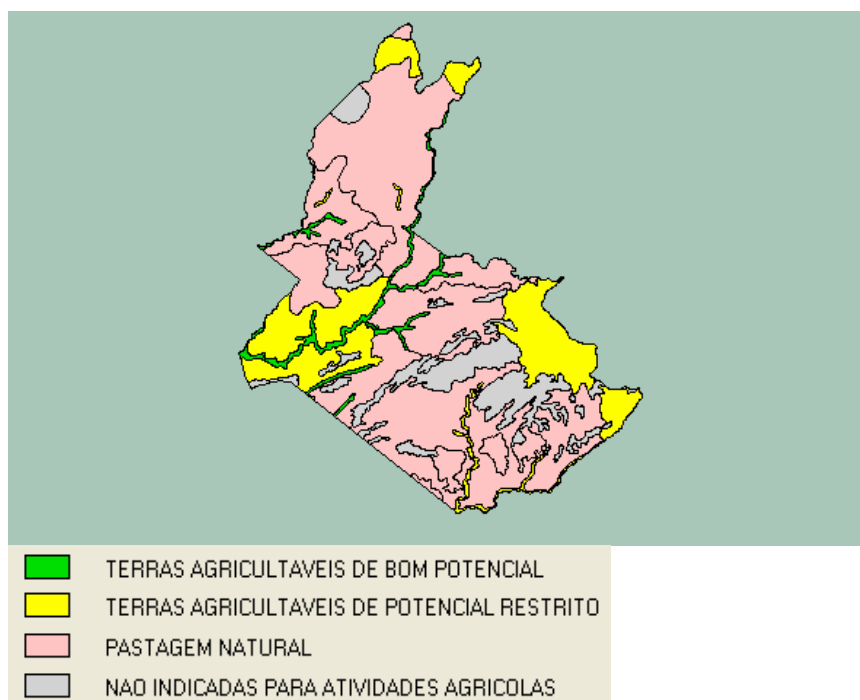 TERRAS AGRICULTAVEIS DE BOM POTENCIAL
TERRAS AGRICULTAVEIS DE POTENCIAL RESTRITO
PASTAGEM NATURAL
NAO INDICADAS PARA ATIVIDADES AGRICOLAS